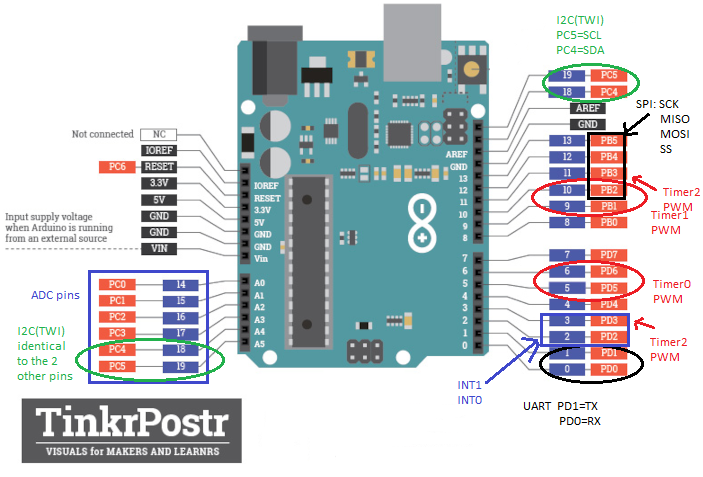 I2C(TWI)
PC5=SCL
PC4=SDA
19 PC5
18 PC4
AREF
GND
SPI: SCK
MISO
MOSI
SS
13 PB5
12 PB4
11 PB3
10 PB2
9 PB1
8 PB0
Timer2
PWM
Timer1
PWM
Not connected NC
IOREF
PC6 RESET
3.3V
5V
GND
GND
VIN
Input supply voltage
when Arduino is running
from an external source
IOREF
RESET
3.3V
5V
GND
GND
Vin
AREF
GND
13
12
11
10
9
8
7
6
5
4
3
2
1
0
A0
A1
A2
A3
A4
A5
ADC pins
PC0 14
PC1 15
PC2 16
PC3 17
PC4 18
PC5 19
I2C(TWI)
identical
to the 2
other pins
7 PD7
6 PD6
5 PD5
4 PD4
3 PD3
2 PD2
1 PD1
0 PD0
Timer0
PWM
Timer2
PWM
INT1
INT0
UART PD1=TX
PD0=RX
TinkrPostr
VISUALS for MAKERS AND LEARNRS